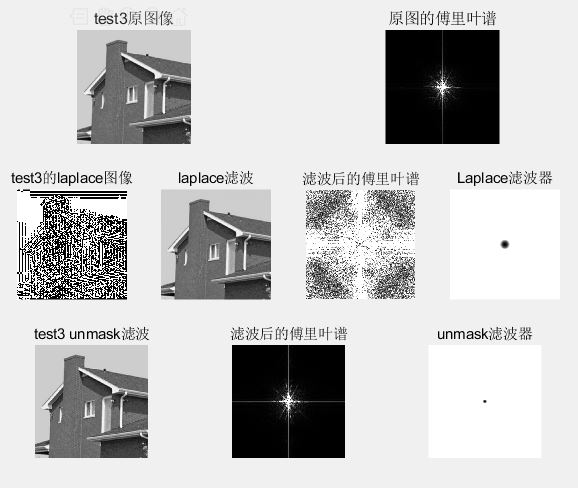 test3原图像
原图的傅里叶谱
test3的laplace图像
laplace滤波
滤波后的傅里叶谱
Laplace滤波器
test3 unmask滤波
滤波后的傅里叶谱
unmask滤波器